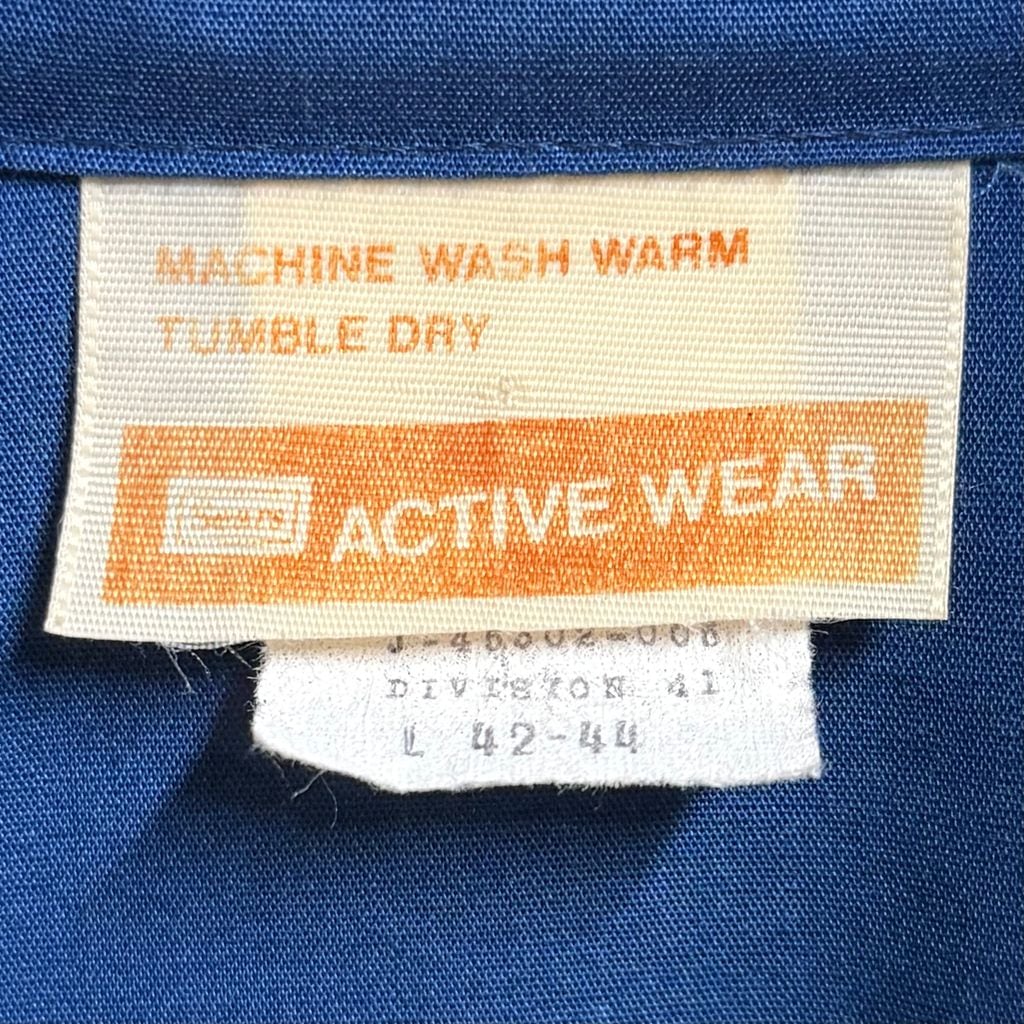 MACHINE WASH WARM
TUMBLE DRY
ACTIVE WEAR
DIVISION 41
L 42-44